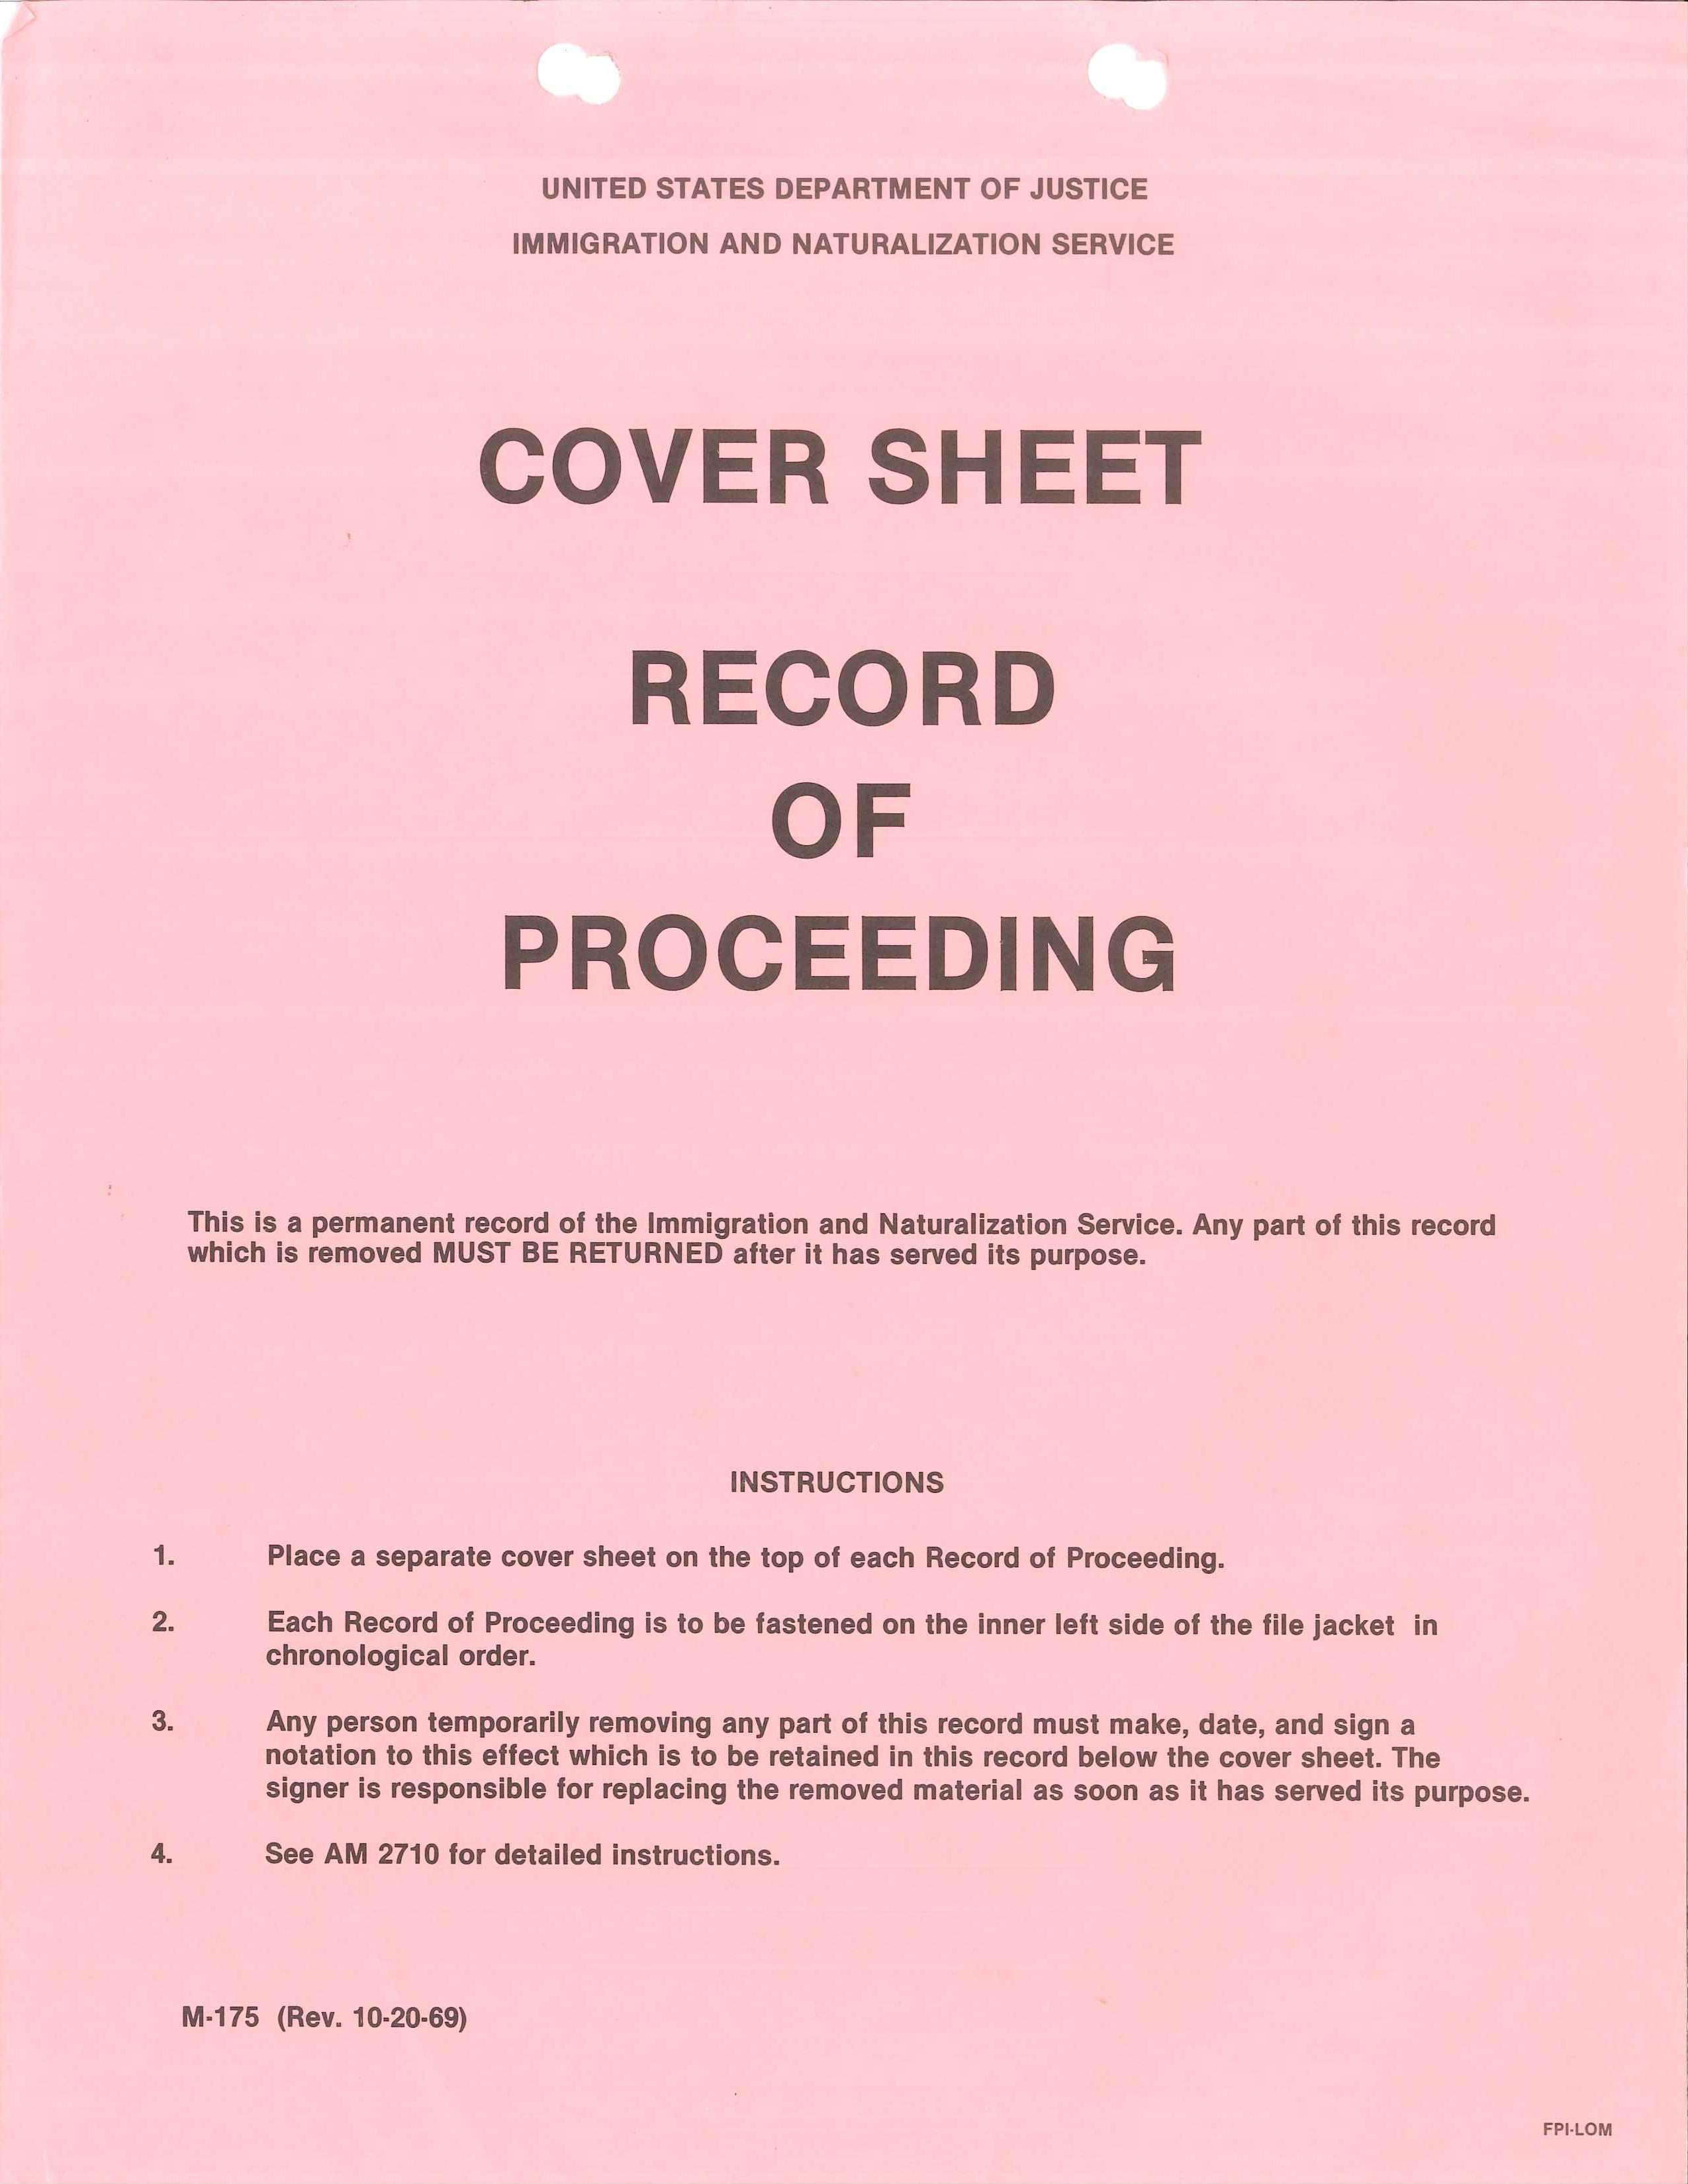 UNITED STATES DEPARTMENT OF JUSTICE
IMMIGRATION AND NATURALIZATION SERVICE
COVER SHEET
RECORD
OF
PROCEEDING
This is a permanent record of the Immigration and Naturalization Service. Any part of this record
which is removed MUST BE RETURNED after it has served its purpose.
INSTRUCTIONS
1. Place a separate cover sheet on the top of each Record of Proceeding.
2. Each Record of Proceeding is to be fastened on the inner left side of the file jacket in
chronological order.
3. Any person temporarily removing any part of this record must make, date, and sign a
notation to this effect which is to be retained in this record below the cover sheet. The
signer is responsible for replacing the removed material as soon as it has served its purpose.
4. See AM 2710 for detailed instructions.
M-175 (Rev. 10-20-69)
FPI-LOM